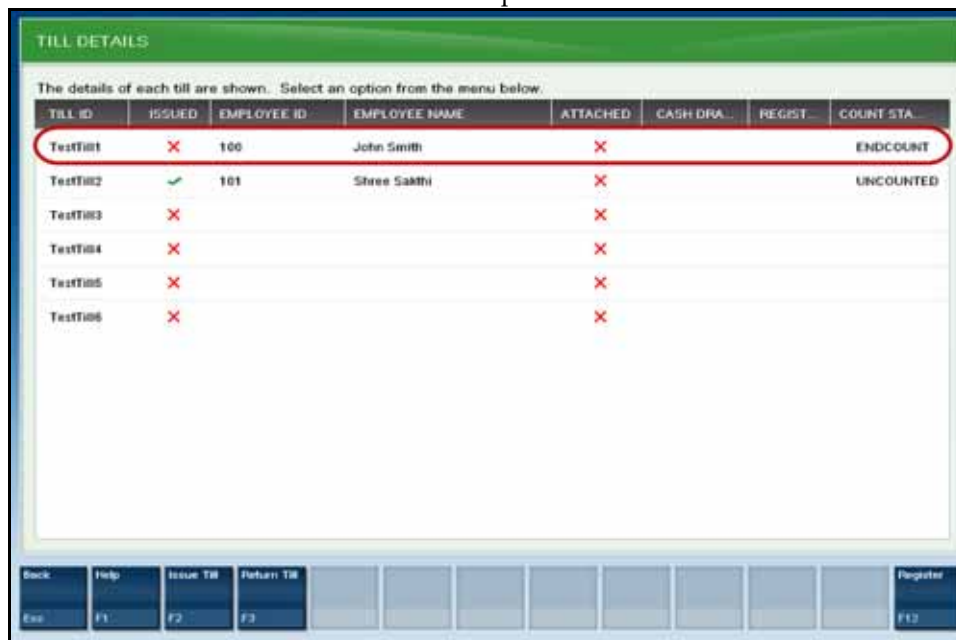 TILL DETAILS
The details of each till are shown. Select an option from the menu below.
TILL ID ISSUED EMPLOYEE ID EMPLOYEE NAME ATTACHED CASH DRA... REGIST... COUNT STA...
TestTill1 100 John Smith ENDCOUNT
TestTill2 101 Shree Sakthi UNCOUNTED
TestTill3
TestTill4
TestTill5
TestTill6
Back Help Issue Till Return Till Register
Esc F1 F2 F3 F12